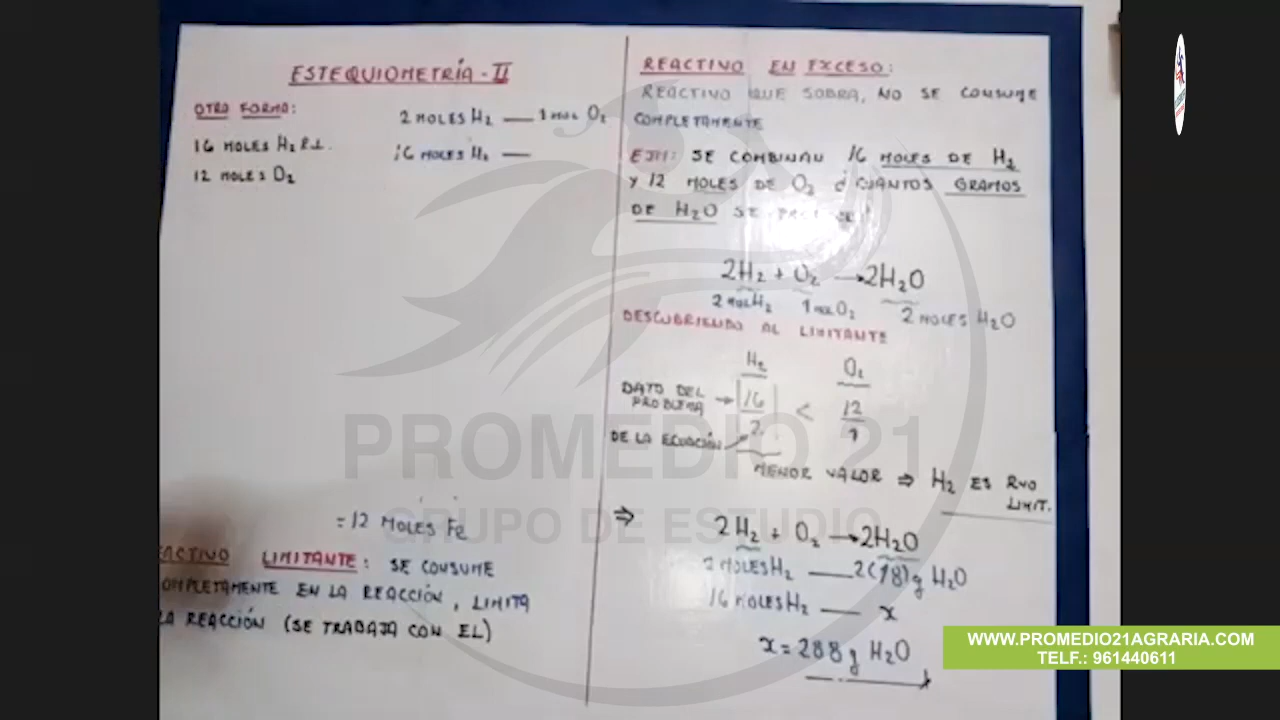 ESTEQUIOMETRÍA - II
OTRA FORMA:
16 MOLES H2 R.L.
12 MOLES O2
2 MOLES H2 — 1 MOL O2
16 MOLES H2 —
= 12 MOLES Fe
EACTIVO LIMITANTE: SE CONSUME
OMPLETAMENTE EN LA REACCIÓN, LIMITA
LA REACCIÓN (SE TRABAJA CON EL)
REACTIVO EN EXCESO:
REACTIVO QUE SOBRA, NO SE CONSUME
COMPLETAMENTE
EJM: SE COMBINAN 16 MOLES DE H2
Y 12 MOLES DE O2 ¿ CUANTOS GRAMOS
DE H2O SE
2H2 + O2 → 2H2O
2 MOL H2 1 MOL O2 2 MOLES H2O
DESCUBRIENDO AL LIMITANTE
H2 O2
DATO DEL PROBLEMA → 16 < 12
DE LA ECUACIÓN 2 1
MENOR VALOR ⇒ H2 ES RVO
LIMIT.
⇒ 2H2 + O2 → 2H2O
2 MOLES H2 — 2(18)g H2O
16 MOLES H2 — x
x = 288 g H2O
PROMEDIO 21
GRUPO DE ESTUDIO
WWW.PROMEDIO21AGRARIA.COM
TELF.: 961440611